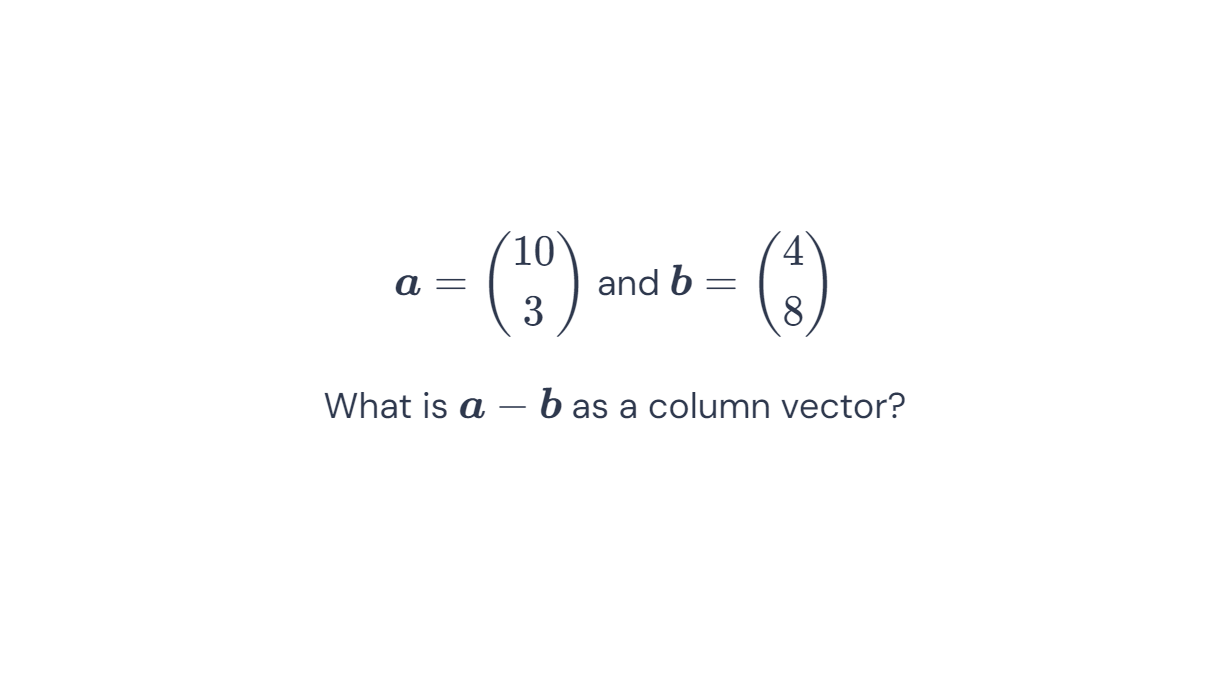 a = (10 3) and b = (4 8)
What is a − b as a column vector?